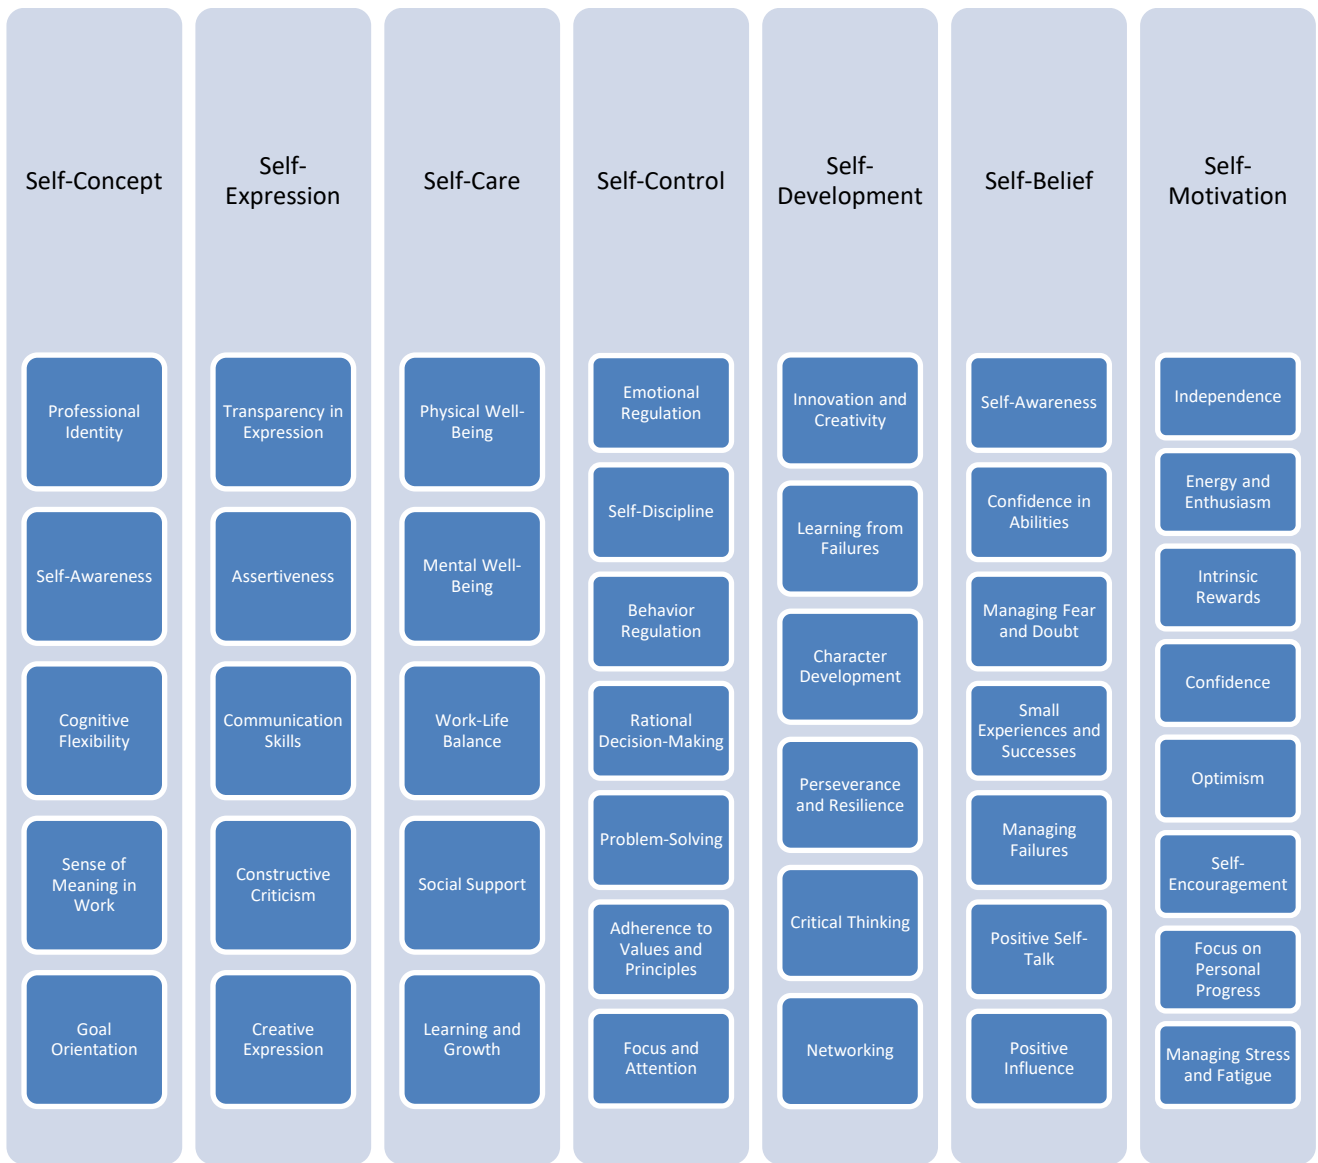 Self-Concept
Professional
Identity
Self-Awareness
Cognitive
Flexibility
Sense of
Meaning in
Work
Goal
Orientation
Self-
Expression
Transparency in
Expression
Assertiveness
Communication
Skills
Constructive
Criticism
Creative
Expression
Self-Care
Physical Well-
Being
Mental Well-
Being
Work-Life
Balance
Social Support
Learning and
Growth
Self-Control
Emotional
Regulation
Self-Discipline
Behavior
Regulation
Rational
Decision-Making
Problem-Solving
Adherence to
Values and
Principles
Focus and
Attention
Self-
Development
Innovation and
Creativity
Learning from
Failures
Character
Development
Perseverance
and Resilience
Critical Thinking
Networking
Self-Belief
Self-Awareness
Confidence in
Abilities
Managing Fear
and Doubt
Small
Experiences and
Successes
Managing
Failures
Positive Self-
Talk
Positive
Influence
Self-
Motivation
Independence
Energy and
Enthusiasm
Intrinsic
Rewards
Confidence
Optimism
Self-
Encouragement
Focus on
Personal
Progress
Managing Stress
and Fatigue